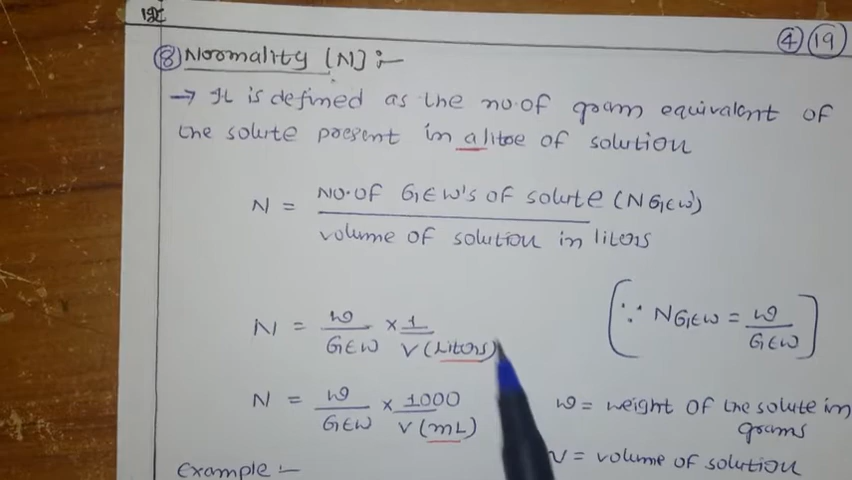 4 19
8 Normality [N] :-
→ It is defined as the no. of gram equivalent of
the solute present in a litre of solution
N = No. of GEW's of solute (NGEW) / volume of solution in liters
N = w / GEW × 1 / V (Liters) (∵ NGEW = w / GEW)
N = w / GEW × 1000 / V (mL)
w = weight of the solute in
grams
V = volume of solution
Example :-